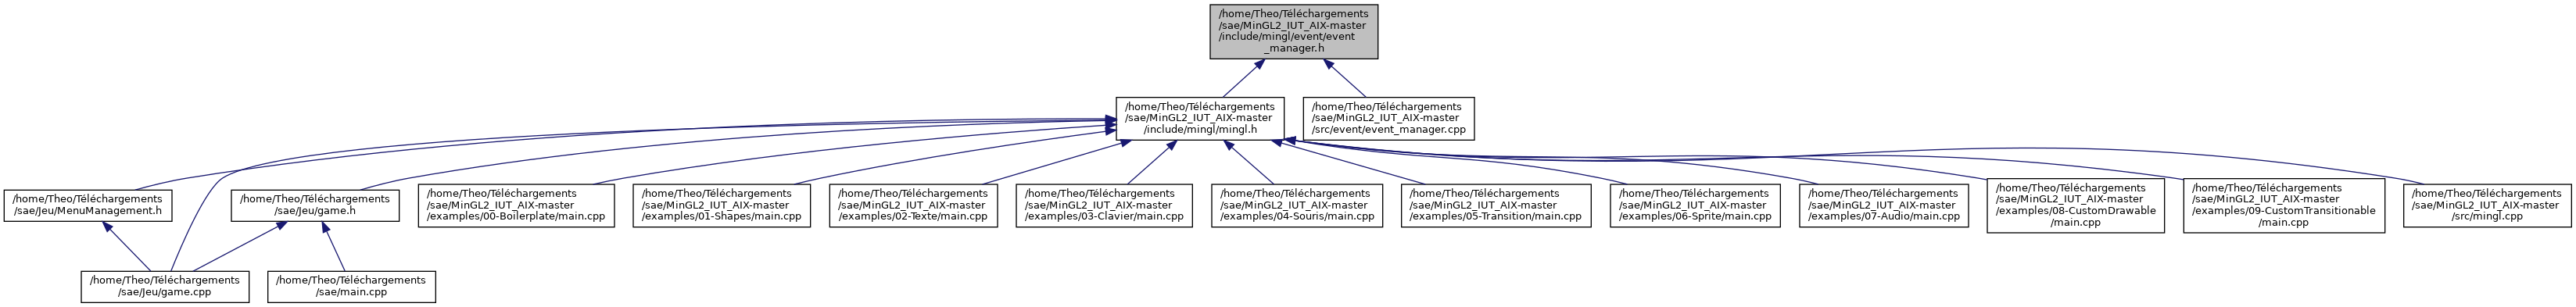 /home/Theo/Téléchargements
/sae/MinGL2_IUT_AIX-master
/include/mingl/event/event
_manager.h
/home/Theo/Téléchargements
/sae/MinGL2_IUT_AIX-master
/include/mingl/mingl.h
/home/Theo/Téléchargements
/sae/MinGL2_IUT_AIX-master
/src/event/event_manager.cpp
/home/Theo/Téléchargements
/sae/Jeu/MenuManagement.h
/home/Theo/Téléchargements
/sae/Jeu/game.h
/home/Theo/Téléchargements
/sae/MinGL2_IUT_AIX-master
/examples/00-Boilerplate/main.cpp
/home/Theo/Téléchargements
/sae/MinGL2_IUT_AIX-master
/examples/01-Shapes/main.cpp
/home/Theo/Téléchargements
/sae/MinGL2_IUT_AIX-master
/examples/02-Texte/main.cpp
/home/Theo/Téléchargements
/sae/MinGL2_IUT_AIX-master
/examples/03-Clavier/main.cpp
/home/Theo/Téléchargements
/sae/MinGL2_IUT_AIX-master
/examples/04-Souris/main.cpp
/home/Theo/Téléchargements
/sae/MinGL2_IUT_AIX-master
/examples/05-Transition/main.cpp
/home/Theo/Téléchargements
/sae/MinGL2_IUT_AIX-master
/examples/06-Sprite/main.cpp
/home/Theo/Téléchargements
/sae/MinGL2_IUT_AIX-master
/examples/07-Audio/main.cpp
/home/Theo/Téléchargements
/sae/MinGL2_IUT_AIX-master
/examples/08-CustomDrawable
/main.cpp
/home/Theo/Téléchargements
/sae/MinGL2_IUT_AIX-master
/examples/09-CustomTransitionable
/main.cpp
/home/Theo/Téléchargements
/sae/MinGL2_IUT_AIX-master
/src/mingl.cpp
/home/Theo/Téléchargements
/sae/Jeu/game.cpp
/home/Theo/Téléchargements
/sae/main.cpp